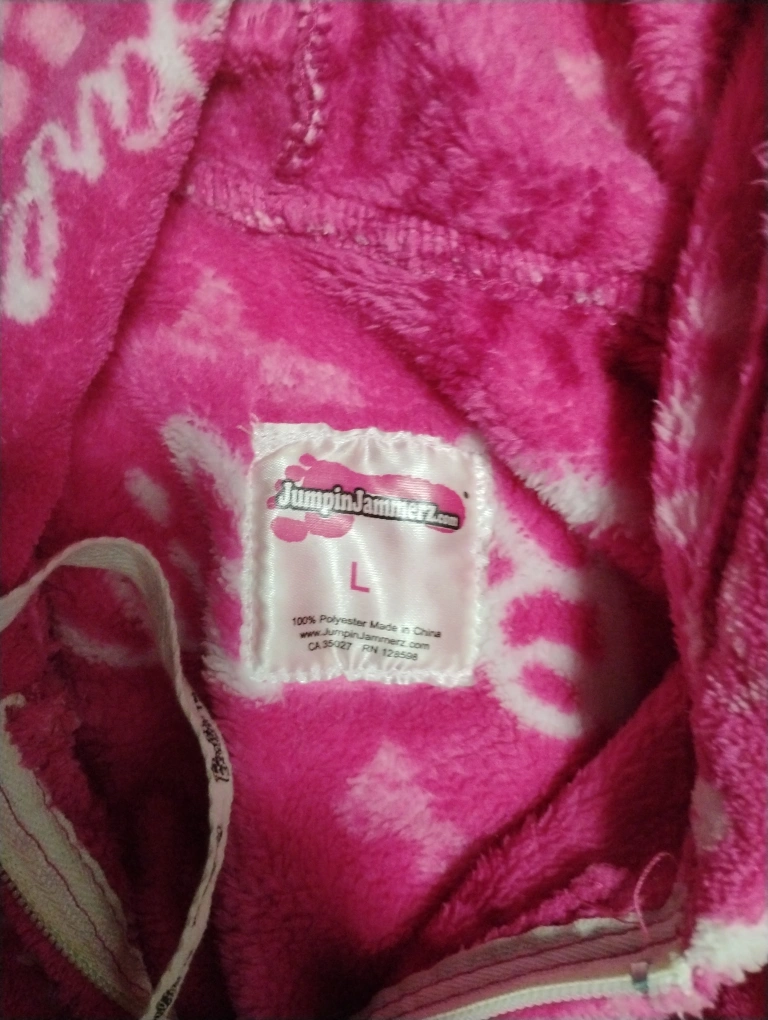 JumpinJammerz.com
L
100% Polyester Made in China
www.JumpinJammerz.com
CA 35027 RN 128598